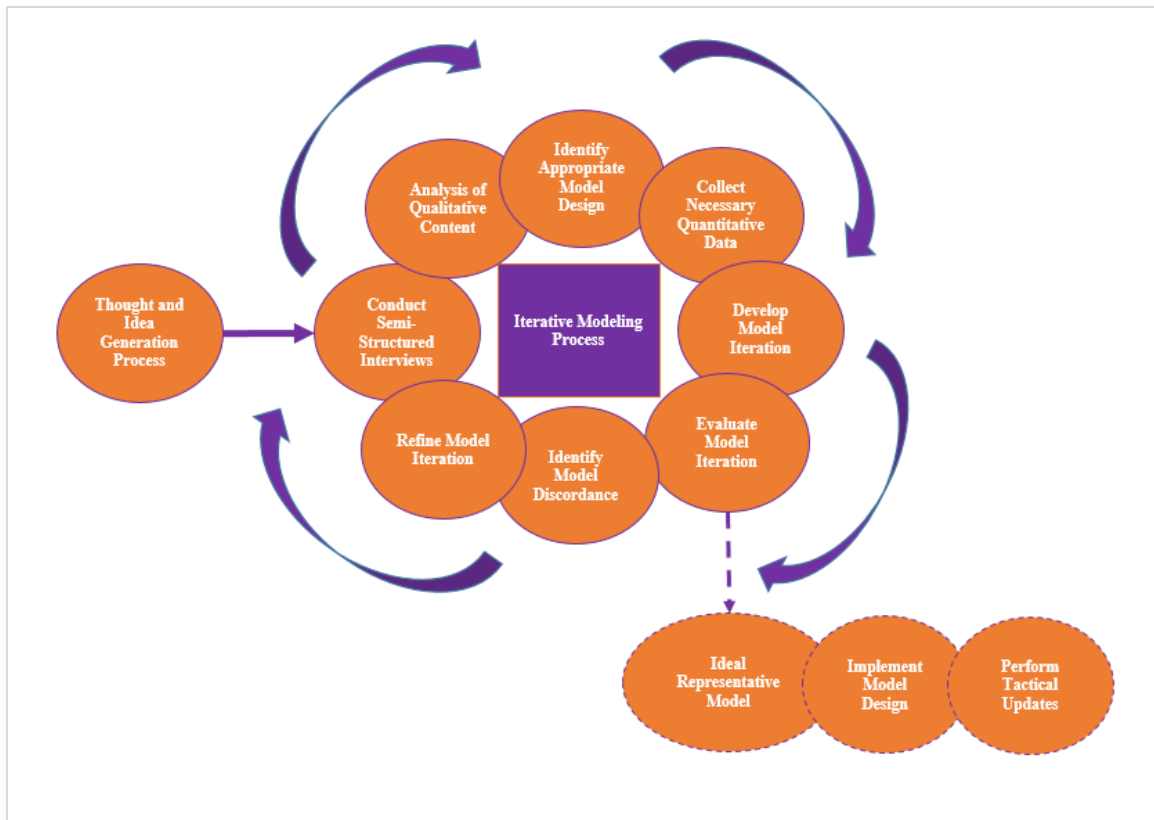 Identify
Appropriate
Model
Design
Analysis of
Qualitative
Content
Collect
Necessary
Quantitative
Data
Thought and
Idea
Generation
Process
Conduct
Semi-
Structured
Interviews
Iterative Modeling
Process
Develop
Model
Iteration
Refine Model
Iteration
Identify
Model
Discordance
Evaluate
Model
Iteration
Ideal
Representative
Model
Implement
Model
Design
Perform
Tactical
Updates